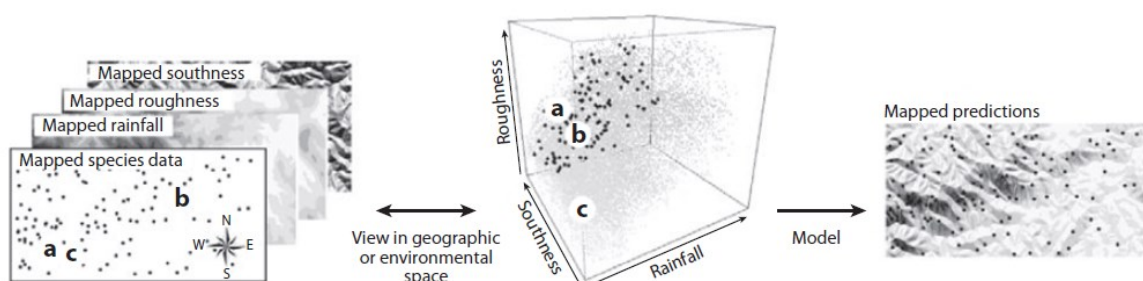 Mapped southness
Mapped roughness
Mapped rainfall
Mapped species data
b
a c
N
W E
S
View in geographic
or environmental
space
Roughness
a
b
c
Southness
Rainfall
Model
Mapped predictions